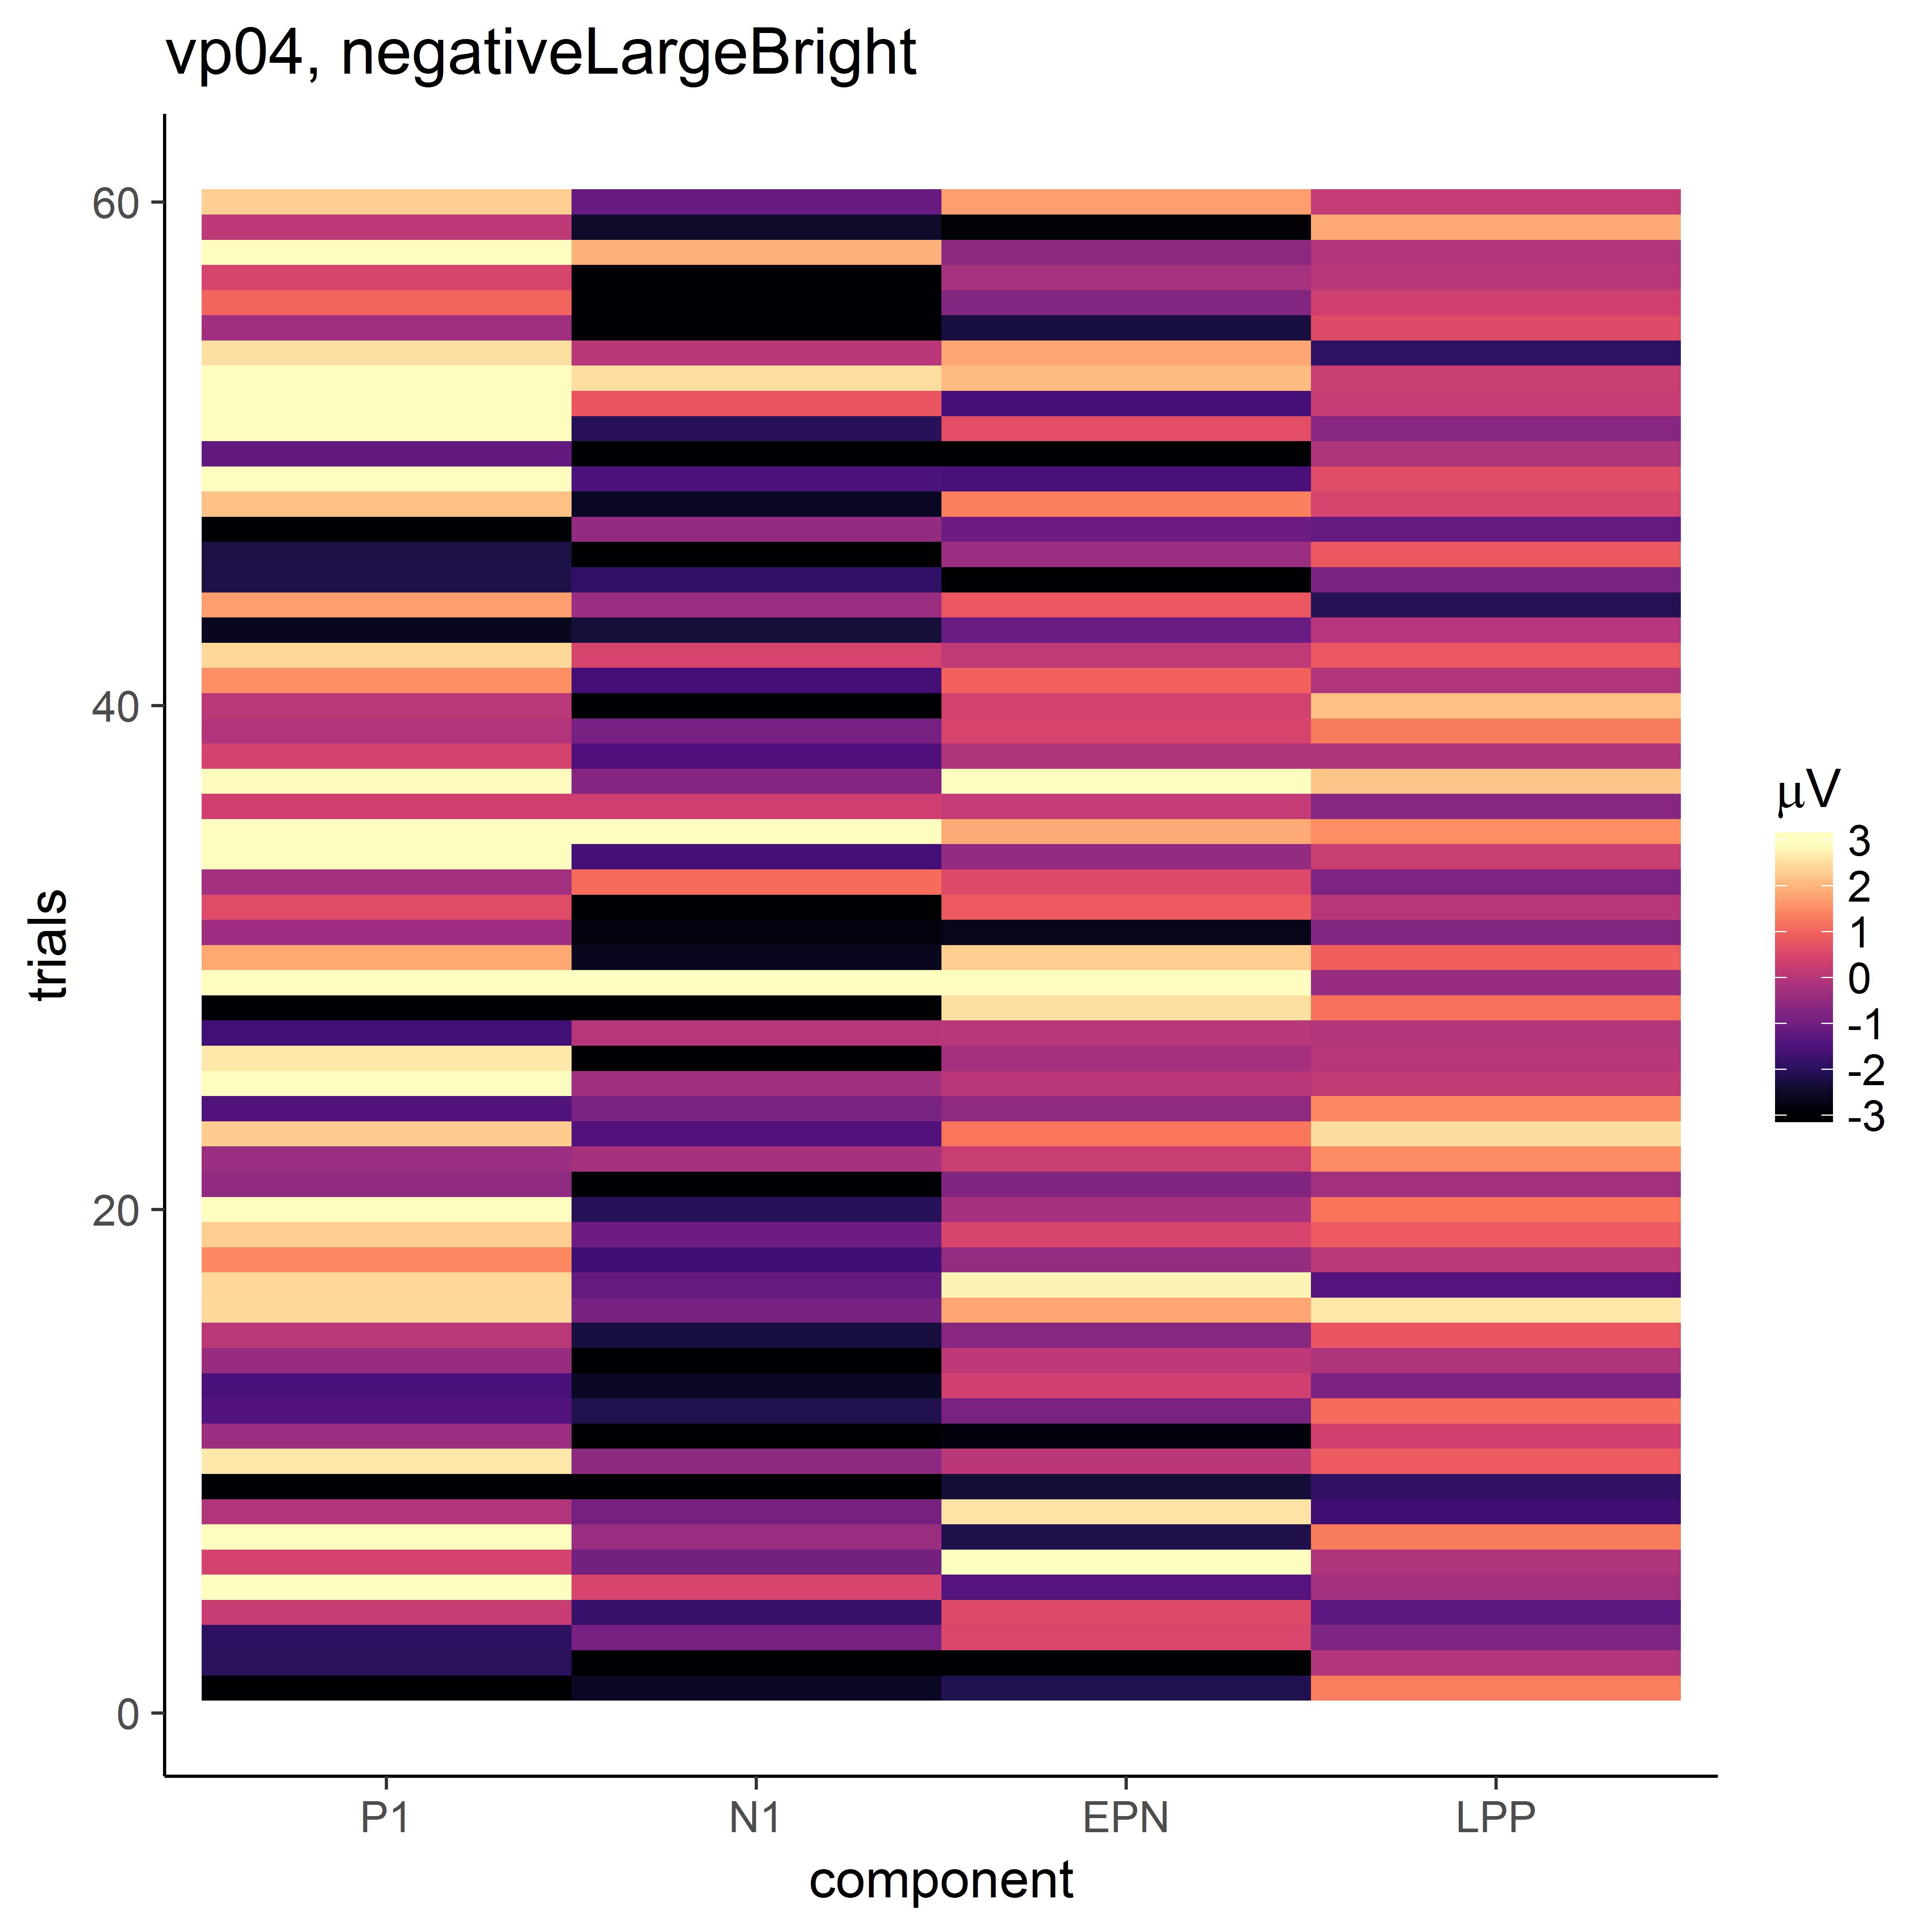 vp04, negativeLargeBright
60
40
20
0
trials
P1 N1 EPN LPP
component
μV
3
2
1
0
-1
-2
-3